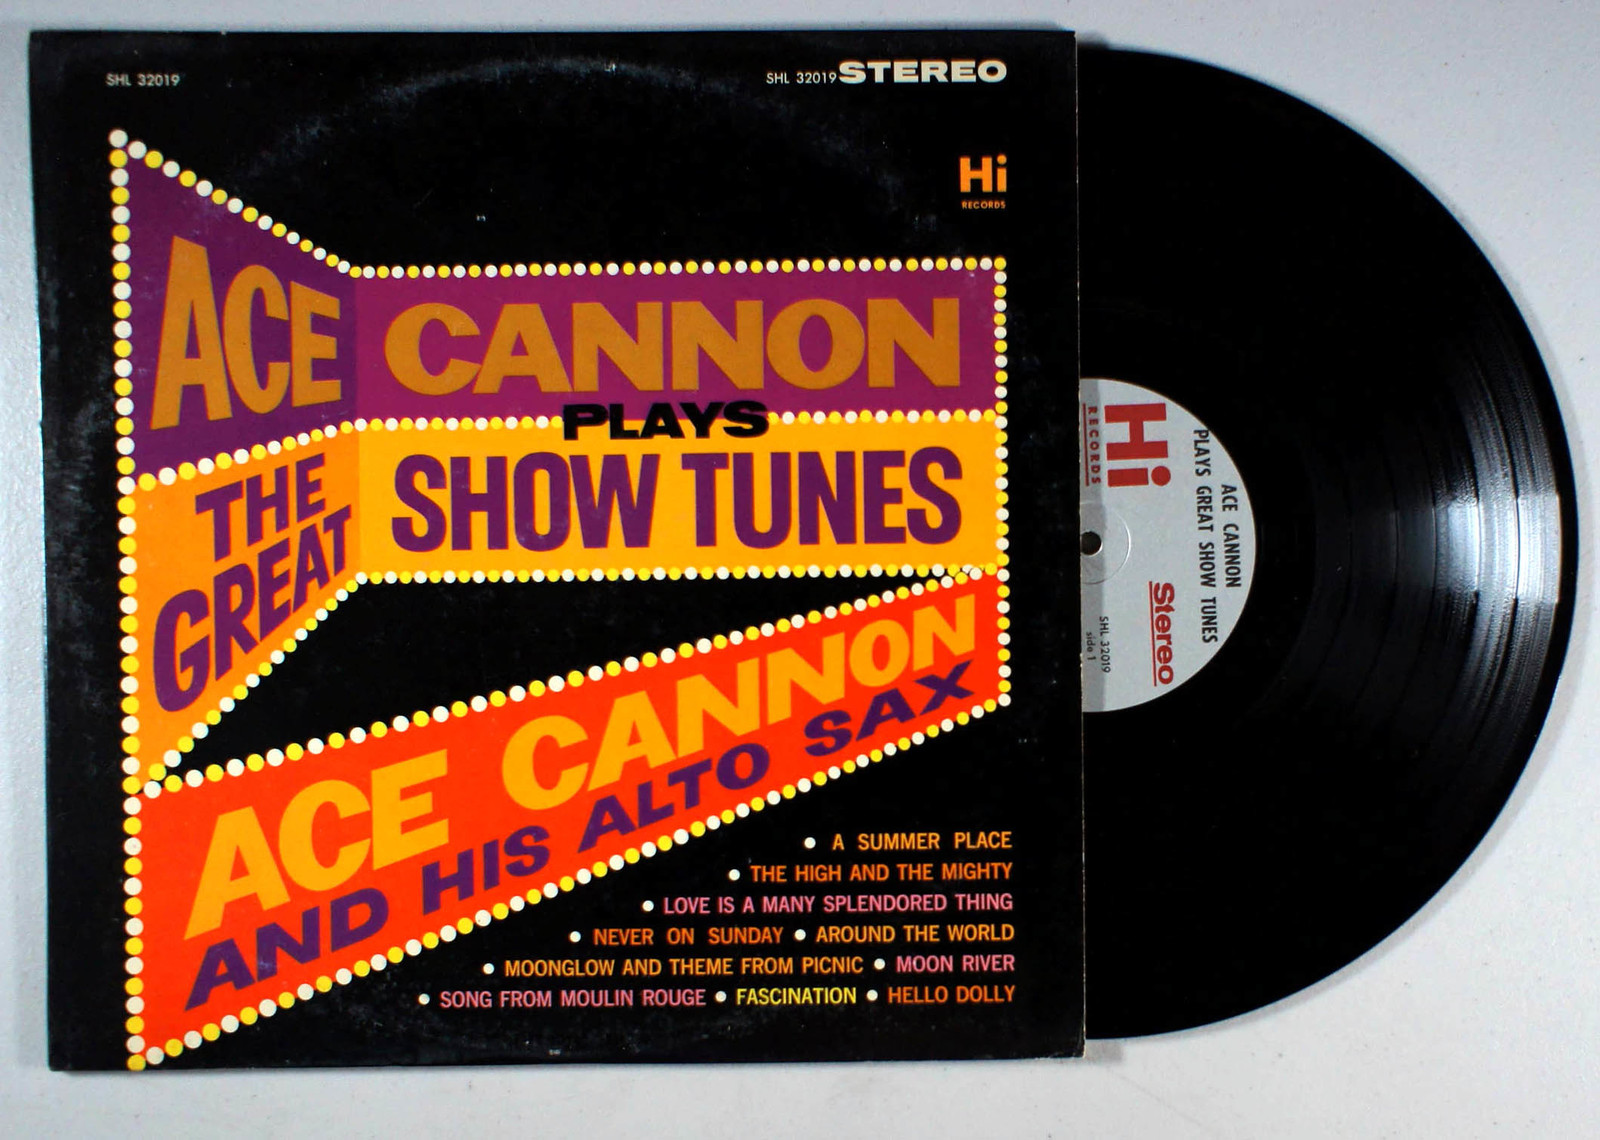 SHL 32019
SHL 32019 STEREO
Hi
RECORDS
ACE CANNON
PLAYS
THE GREAT SHOW TUNES
ACE CANNON
AND HIS ALTO SAX
• A SUMMER PLACE
• THE HIGH AND THE MIGHTY
• LOVE IS A MANY SPLENDORED THING
• NEVER ON SUNDAY • AROUND THE WORLD
• MOONGLOW AND THEME FROM PICNIC • MOON RIVER
• SONG FROM MOULIN ROUGE • FASCINATION • HELLO DOLLY
ACE CANNON
PLAYS GREAT SHOW TUNES
Hi
RECORDS
Stereo
SHL 32019
side 1